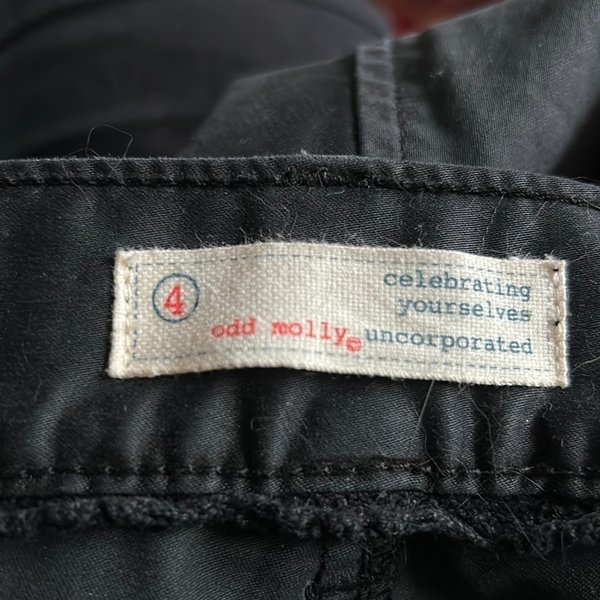 4
celebrating
yourselves
odd molly© uncorporated